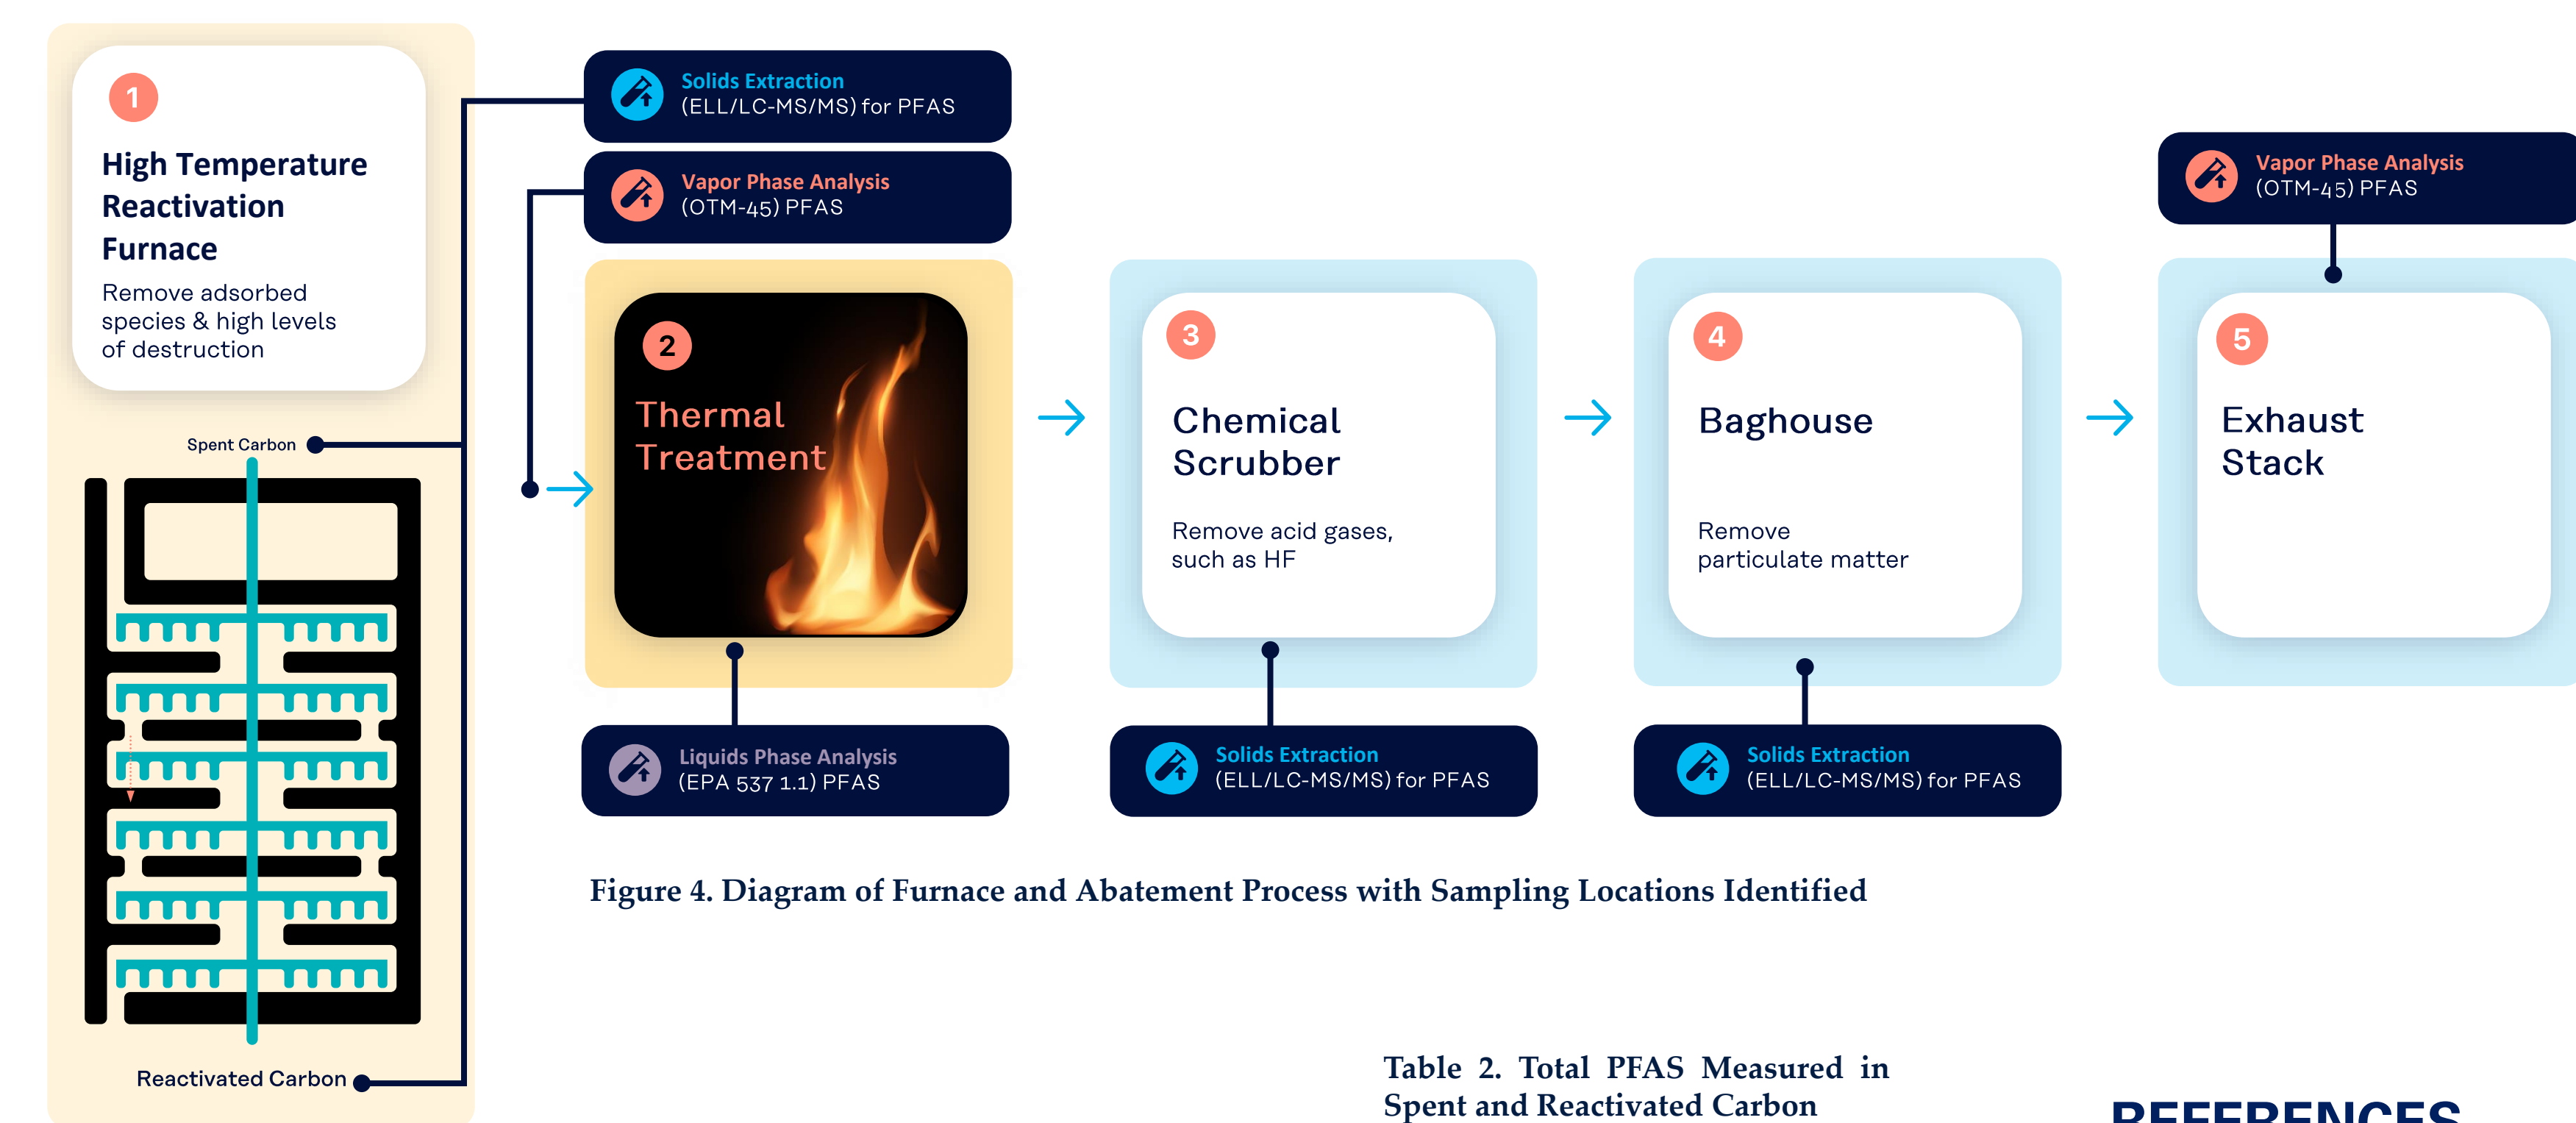 1
High Temperature
Reactivation
Furnace
Remove adsorbed
species & high levels
of destruction
Spent Carbon
Reactivated Carbon
Solids Extraction
(ELL/LC-MS/MS) for PFAS
Vapor Phase Analysis
(OTM-45) PFAS
2
Thermal
Treatment
Liquids Phase Analysis
(EPA 537 1.1) PFAS
3
Chemical
Scrubber
Remove acid gases,
such as HF
Solids Extraction
(ELL/LC-MS/MS) for PFAS
4
Baghouse
Remove
particulate matter
Solids Extraction
(ELL/LC-MS/MS) for PFAS
Vapor Phase Analysis
(OTM-45) PFAS
5
Exhaust
Stack
Figure 4. Diagram of Furnace and Abatement Process with Sampling Locations Identified
Table 2. Total PFAS Measured in
Spent and Reactivated Carbon
REFERENCES